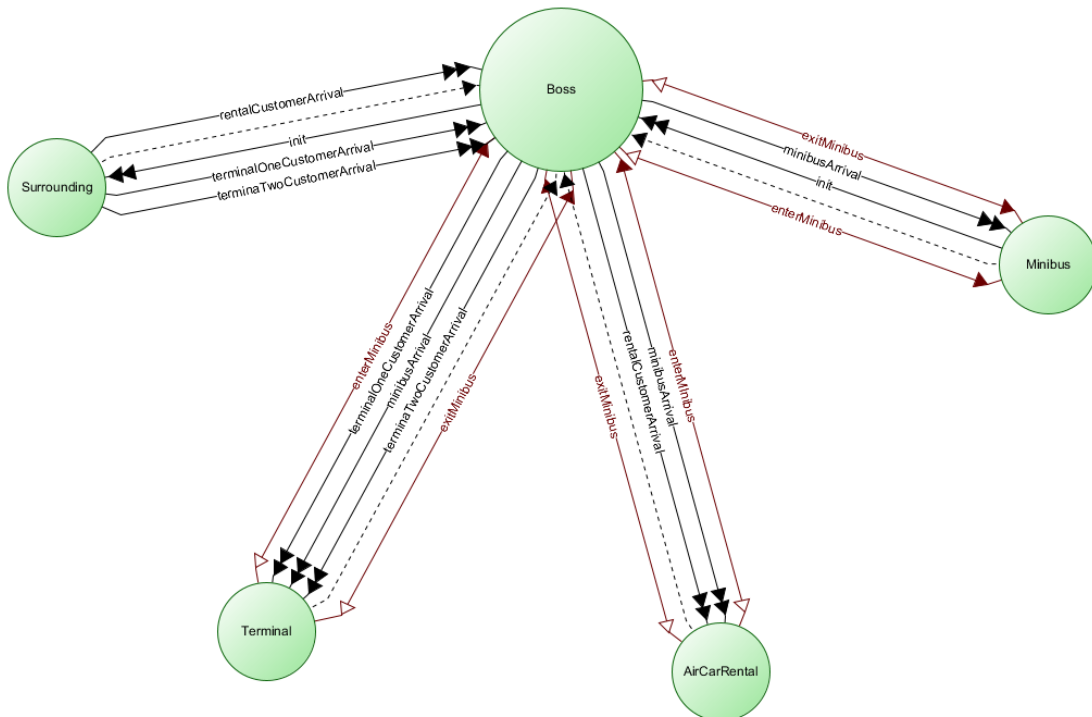 Boss
rentalCustomerArrival
init
terminalOneCustomerArrival
terminaTwoCustomerArrival
Surrounding
exitMinibus
minibusArrival
init
enterMinibus
Minibus
enterMinibus
terminalOneCustomerArrival
minibusArrival
terminaTwoCustomerArrival
exitMinibus
Terminal
exitMinibus
rentalCustomerArrival
minibusArrival
enterMInibus
AirCarRental